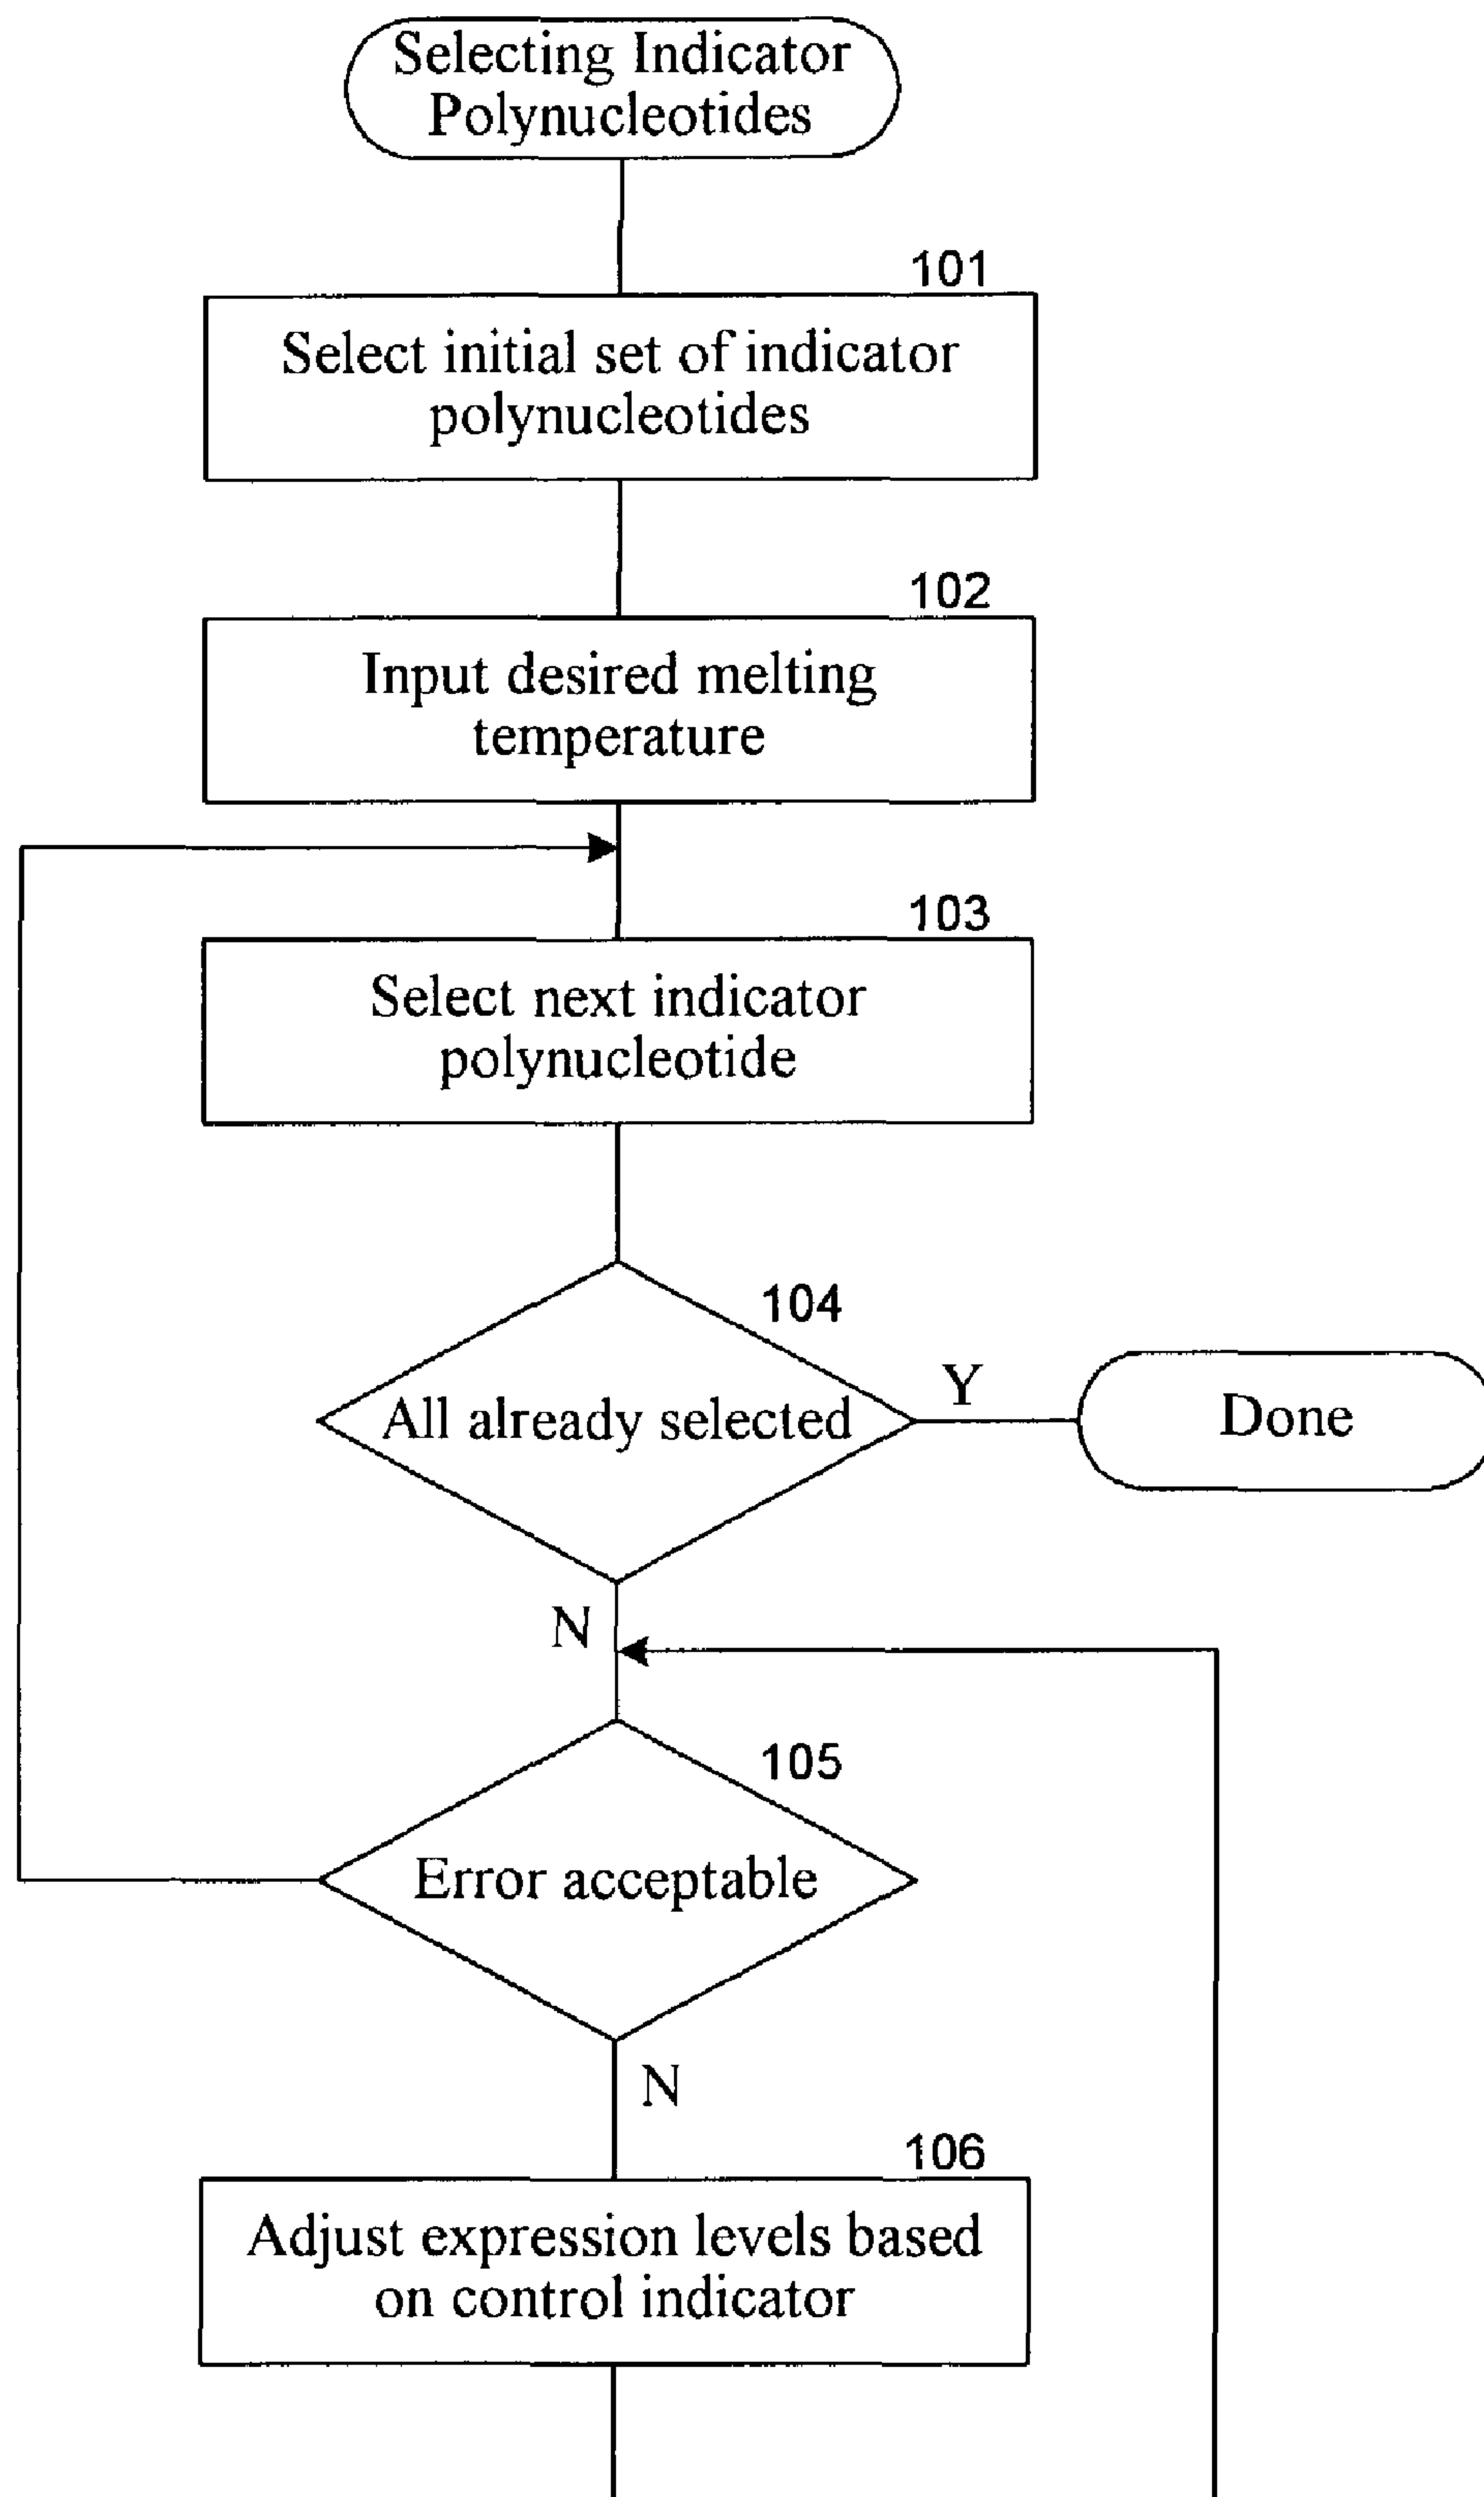 Selecting Indicator
Polynucleotides
101
Select initial set of indicator
polynucleotides
102
Input desired melting
temperature
103
Select next indicator
polynucleotide
104
All already selected
Y
Done
N
105
Error acceptable
N
106
Adjust expression levels based
on control indicator